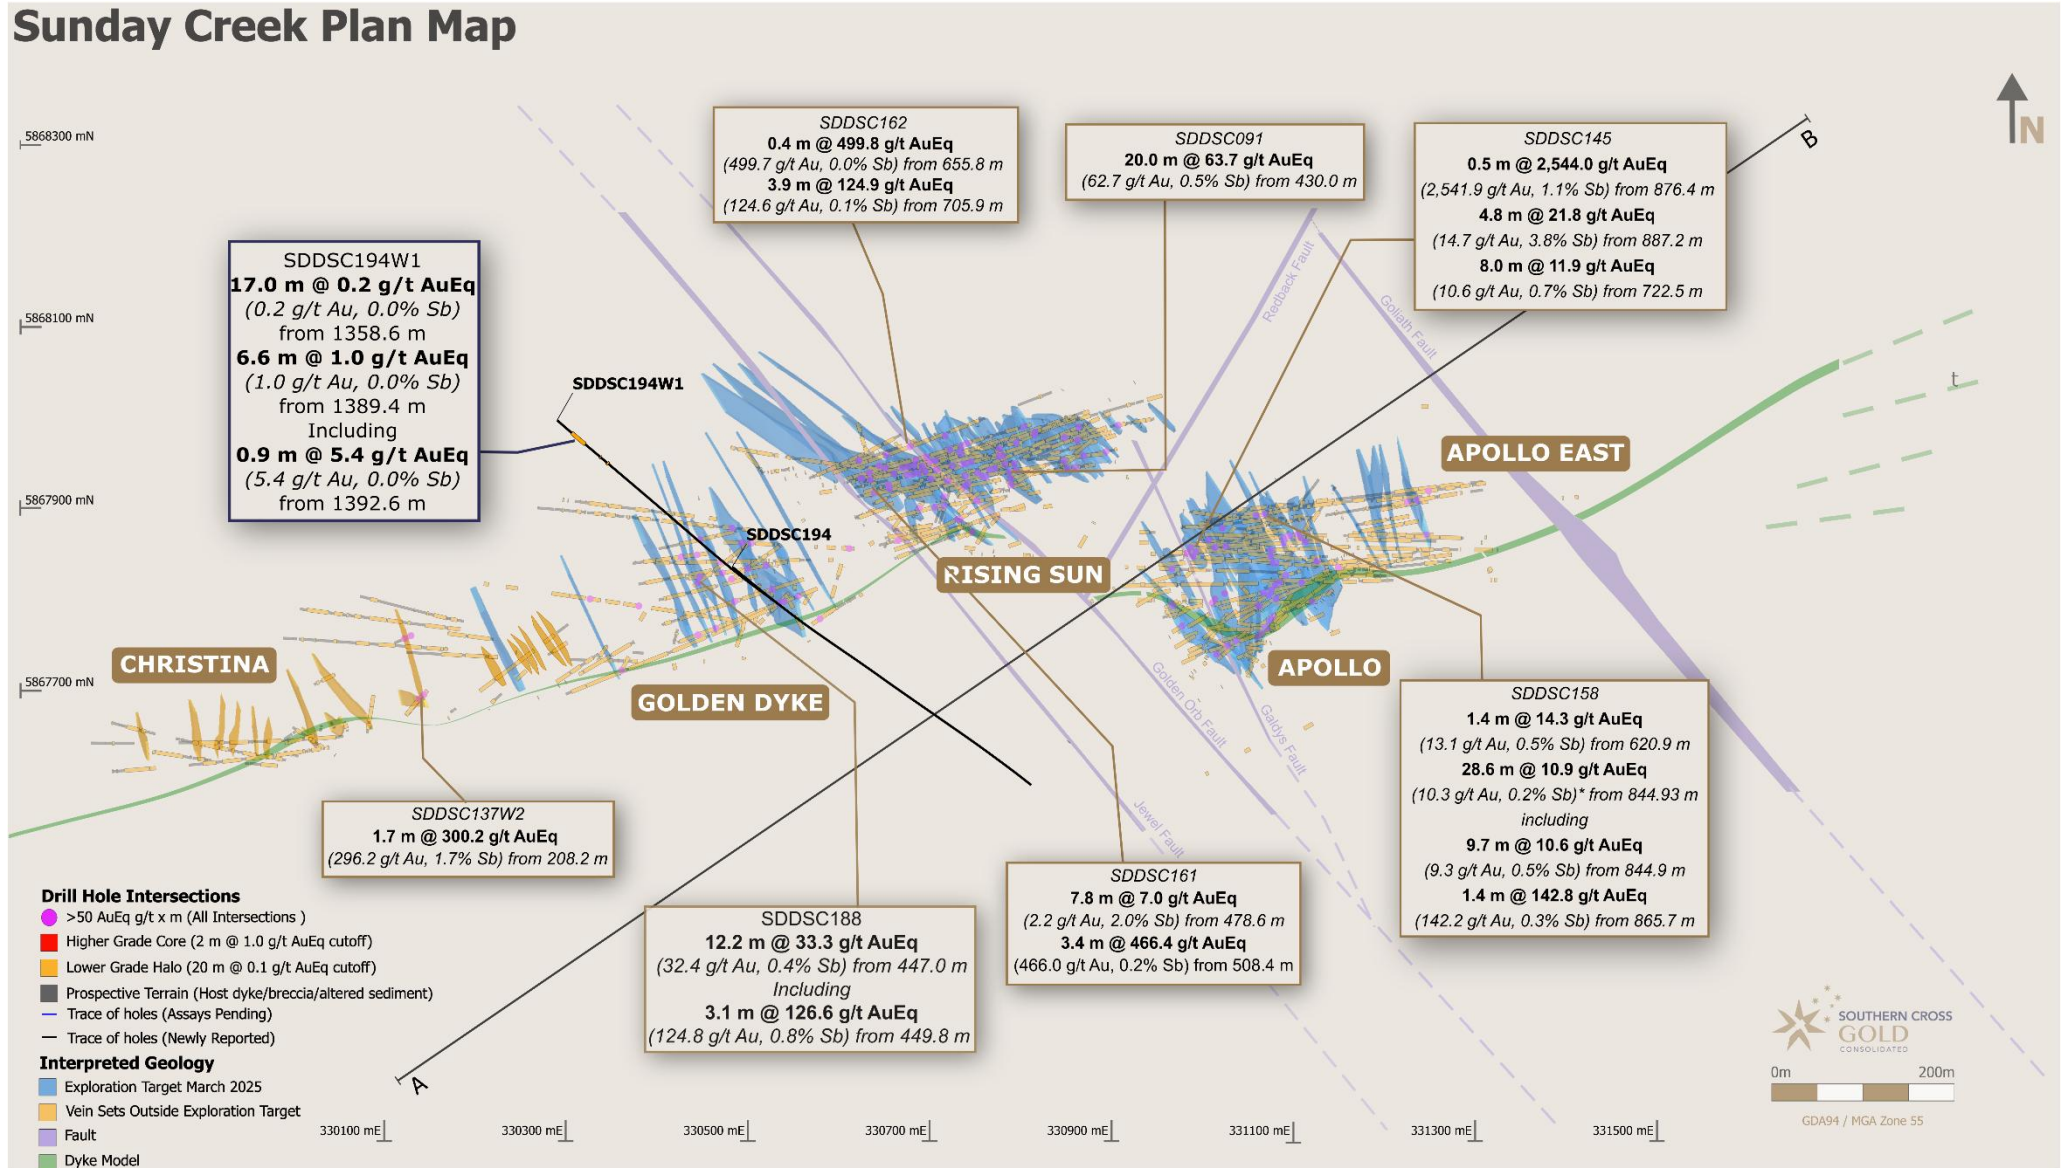 Sunday Creek Plan Map
N
5868300 mN
5868100 mN
5867900 mN
5867700 mN
SDDSC162
0.4 m @ 499.8 g/t AuEq
(499.7 g/t Au, 0.0% Sb) from 655.8 m
3.9 m @ 124.9 g/t AuEq
(124.6 g/t Au, 0.1% Sb) from 705.9 m
SDDSC091
20.0 m @ 63.7 g/t AuEq
(62.7 g/t Au, 0.5% Sb) from 430.0 m
SDDSC145
0.5 m @ 2,544.0 g/t AuEq
(2,541.9 g/t Au, 1.1% Sb) from 876.4 m
4.8 m @ 21.8 g/t AuEq
(14.7 g/t Au, 3.8% Sb) from 887.2 m
8.0 m @ 11.9 g/t AuEq
(10.6 g/t Au, 0.7% Sb) from 722.5 m
B
SDDSC194W1
17.0 m @ 0.2 g/t AuEq
(0.2 g/t Au, 0.0% Sb)
from 1358.6 m
6.6 m @ 1.0 g/t AuEq
(1.0 g/t Au, 0.0% Sb)
from 1389.4 m
Including
0.9 m @ 5.4 g/t AuEq
(5.4 g/t Au, 0.0% Sb)
from 1392.6 m
SDDSC194W1
SDDSC194
Redback Fault
Goliath Fault
t
APOLLO EAST
RISING SUN
APOLLO
CHRISTINA
GOLDEN DYKE
Golden Orb Fault
Galdys Fault
Jewel Fault
SDDSC137W2
1.7 m @ 300.2 g/t AuEq
(296.2 g/t Au, 1.7% Sb) from 208.2 m
SDDSC188
12.2 m @ 33.3 g/t AuEq
(32.4 g/t Au, 0.4% Sb) from 447.0 m
Including
3.1 m @ 126.6 g/t AuEq
(124.8 g/t Au, 0.8% Sb) from 449.8 m
SDDSC161
7.8 m @ 7.0 g/t AuEq
(2.2 g/t Au, 2.0% Sb) from 478.6 m
3.4 m @ 466.4 g/t AuEq
(466.0 g/t Au, 0.2% Sb) from 508.4 m
SDDSC158
1.4 m @ 14.3 g/t AuEq
(13.1 g/t Au, 0.5% Sb) from 620.9 m
28.6 m @ 10.9 g/t AuEq
(10.3 g/t Au, 0.2% Sb)* from 844.93 m
including
9.7 m @ 10.6 g/t AuEq
(9.3 g/t Au, 0.5% Sb) from 844.9 m
1.4 m @ 142.8 g/t AuEq
(142.2 g/t Au, 0.3% Sb) from 865.7 m
A
Drill Hole Intersections
>50 AuEq g/t x m (All Intersections )
Higher Grade Core (2 m @ 1.0 g/t AuEq cutoff)
Lower Grade Halo (20 m @ 0.1 g/t AuEq cutoff)
Prospective Terrain (Host dyke/breccia/altered sediment)
Trace of holes (Assays Pending)
Trace of holes (Newly Reported)
Interpreted Geology
Exploration Target March 2025
Vein Sets Outside Exploration Target
Fault
Dyke Model
330100 mE
330300 mE
330500 mE
330700 mE
330900 mE
331100 mE
331300 mE
331500 mE
SOUTHERN CROSS
GOLD
CONSOLIDATED
0m 200m
GDA94 / MGA Zone 55